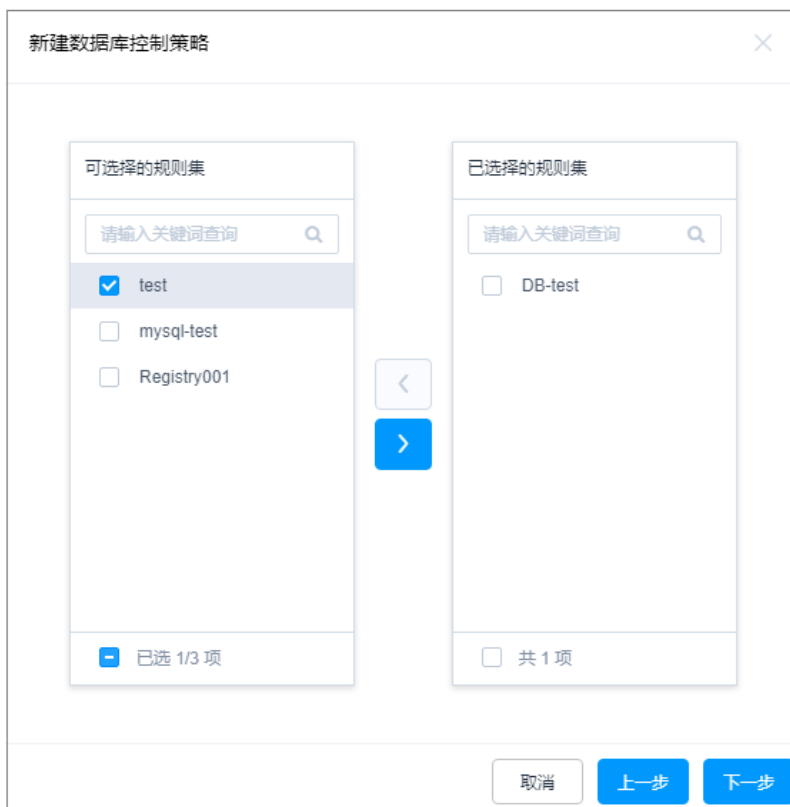 新建数据库控制策略
可选择的规则集
请输入关键词查询
test
mysql-test
Registry001
已选 1/3 项
已选择的规则集
请输入关键词查询
DB-test
共 1 项
取消
上一步
下一步